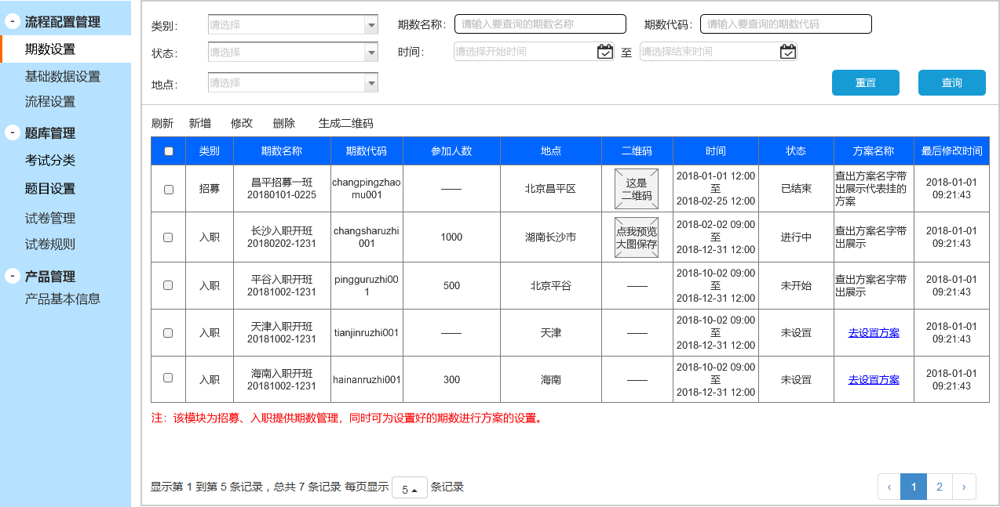 - 流程配置管理
期数设置
基础数据设置
流程设置
- 题库管理
考试分类
题目设置
试卷管理
试卷规则
- 产品管理
产品基本信息
类别： 请选择 期数名称： 请输入要查询的期数名称 期数代码： 请输入要查询的期数代码
状态： 请选择 时间： 请选择开始时间 至 请选择结束时间
地点： 请选择 重置 查询
刷新 新增 修改 删除 生成二维码
类别 期数名称 期数代码 参加人数 地点 二维码 时间 状态 方案名称 最后修改时间
招募
昌平招募一班
20180101-0225
changpingzhao
mu001
——
北京昌平区
这是
二维码
2018-01-01 12:00
至
2018-02-25 12:00
已结束
查出方案名字带
出展示代表挂的
方案
2018-01-01
09:21:43
入职
长沙入职开班
20180202-1231
changsharuzhi
001
1000
湖南长沙市
点我预览
大图保存
2018-02-02 09:00
至
2018-12-31 12:00
进行中
查出方案名字带
出展示
2018-01-01
09:21:43
入职
平谷入职开班
20181002-1231
pingguruzhi00
1
500
北京平谷
——
2018-10-02 09:00
至
2018-12-31 12:00
未开始
查出方案名字带
出展示
2018-01-01
09:21:43
入职
天津入职开班
20181002-1231
tianjinruzhi001
——
天津
——
2018-10-02 09:00
至
2018-12-31 12:00
未设置
去设置方案
2018-01-01
09:21:43
入职
海南入职开班
20181002-1231
hainanruzhi001
300
海南
——
2018-10-02 09:00
至
2018-12-31 12:00
未设置
去设置方案
2018-01-01
09:21:43
注：该模块为招募、入职提供期数管理，同时可为设置好的期数进行方案的设置。
显示第 1 到第 5 条记录，总共 7 条记录 每页显示 5 条记录
‹ 1 2 ›